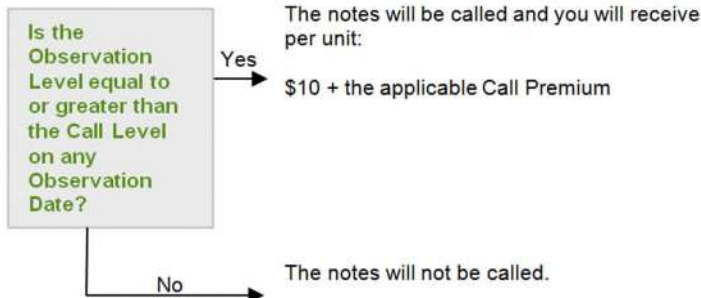 Is the
Observation
Level equal to
or greater than
the Call Level
on any
Observation
Date?
Yes
The notes will be called and you will receive
per unit:
$10 + the applicable Call Premium
No
The notes will not be called.